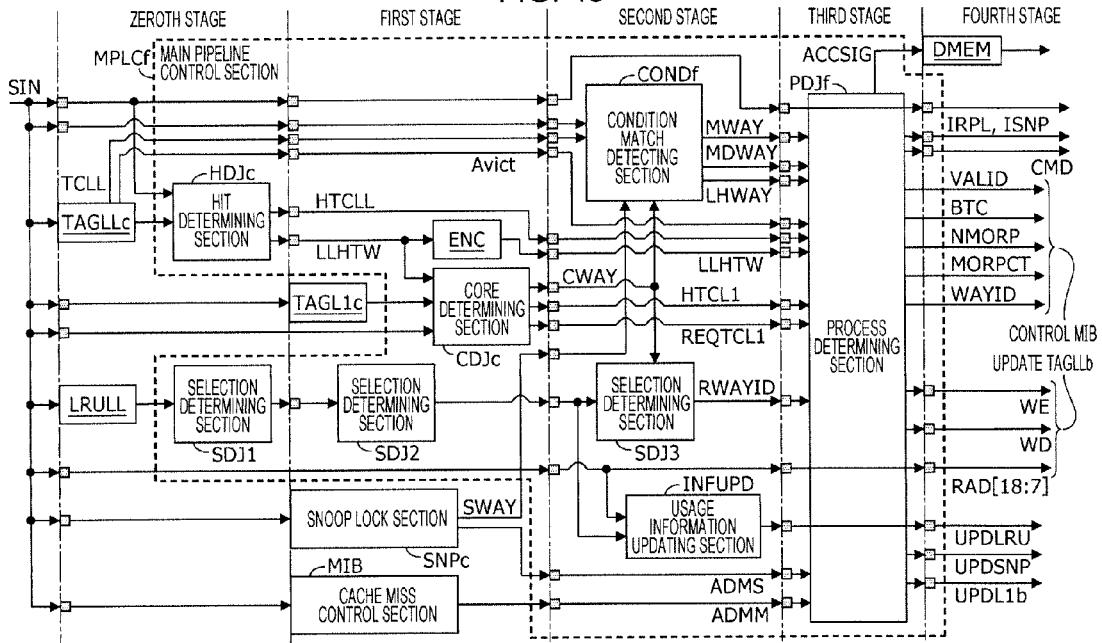 ZEROTH STAGE
FIRST STAGE
SECOND STAGE
THIRD STAGE
FOURTH STAGE
MPLCf
MAIN PIPELINE
CONTROL SECTION
ACCSIG
DMEM
SIN
CONDf
PDJf
CONDITION
MATCH
DETECTING
SECTION
MWAY
MDWAY
LHWAY
IRPL, ISNP
CMD
Avict
TCLL
HDJc
TAGLLc
HIT
DETERMINING
SECTION
HTCLL
LLHTW
ENC
LLHTW
VALID
BTC
NMORP
MORPCT
WAYID
CONTROL MIB
UPDATE TAGLLb
TAGL1c
CORE
DETERMINING
SECTION
CDJc
CWAY
HTCL1
REQTCL1
PROCESS
DETERMINING
SECTION
LRULL
SELECTION
DETERMINING
SECTION
SDJ1
SELECTION
DETERMINING
SECTION
SDJ2
SELECTION
DETERMINING
SECTION
SDJ3
RWAYID
WE
WD
RAD[18:7]
INFUPD
USAGE
INFORMATION
UPDATING SECTION
SNOOP LOCK SECTION
SWAY
SNPc
MIB
CACHE MISS
CONTROL SECTION
ADMS
ADMM
UPDLRU
UPDSNP
UPDL1b